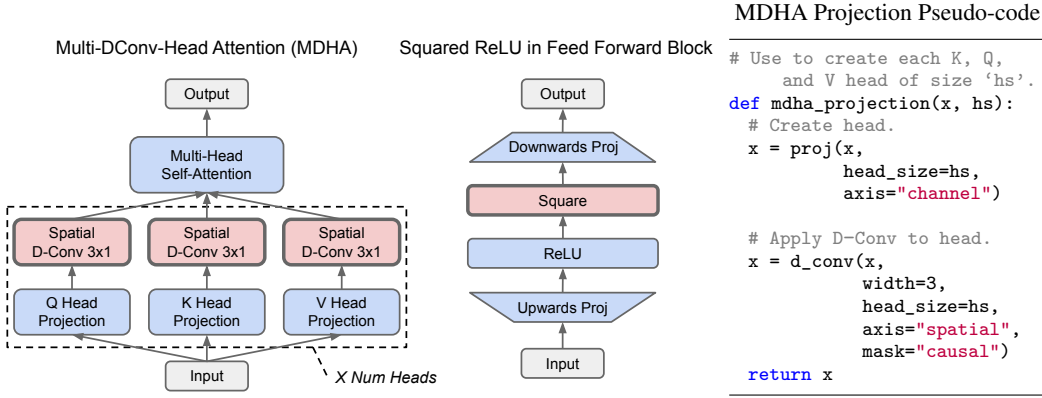 Multi-DConv-Head Attention (MDHA)
Output
Multi-Head
Self-Attention
Spatial
D-Conv 3x1
Spatial
D-Conv 3x1
Spatial
D-Conv 3x1
Q Head
Projection
K Head
Projection
V Head
Projection
Input
X Num Heads
Squared ReLU in Feed Forward Block
Output
Downwards Proj
Square
ReLU
Upwards Proj
Input
MDHA Projection Pseudo-code
# Use to create each K, Q,
and V head of size ‘hs’.
def mdha_projection(x, hs):
# Create head.
x = proj(x,
head_size=hs,
axis="channel")
# Apply D-Conv to head.
x = d_conv(x,
width=3,
head_size=hs,
axis="spatial",
mask="causal")
return x